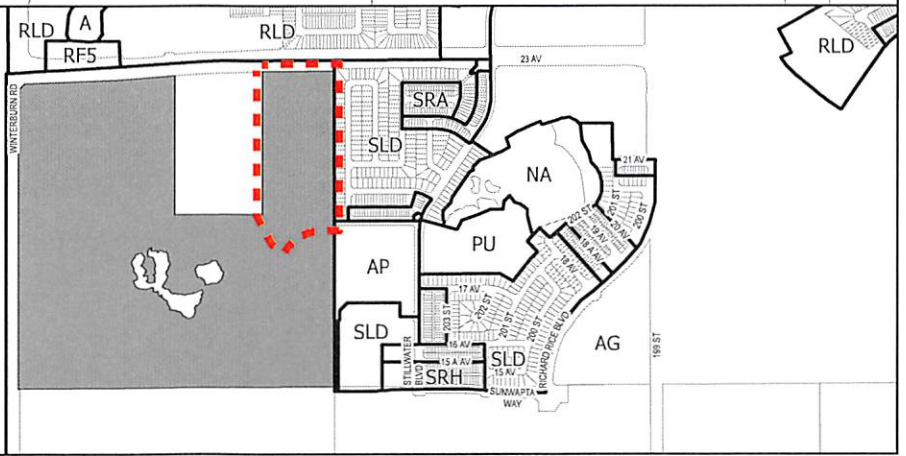 RLD
A
RF5
RLD
RLD
WINTERBURN RD
23 AV
SRA
SLD
NA
21 AV
201 ST
200 ST
202 ST
20 AV
19 AV
18 A AV
18 AV
PU
AP
17 AV
203 ST
202 ST
201 ST
200 ST
RICHARD RICE BLVD
AG
199 ST
SLD
STILLWATER
BLVD
16 AV
15 A AV
SLD
15 AV
SRH
SUNWAPTA
WAY